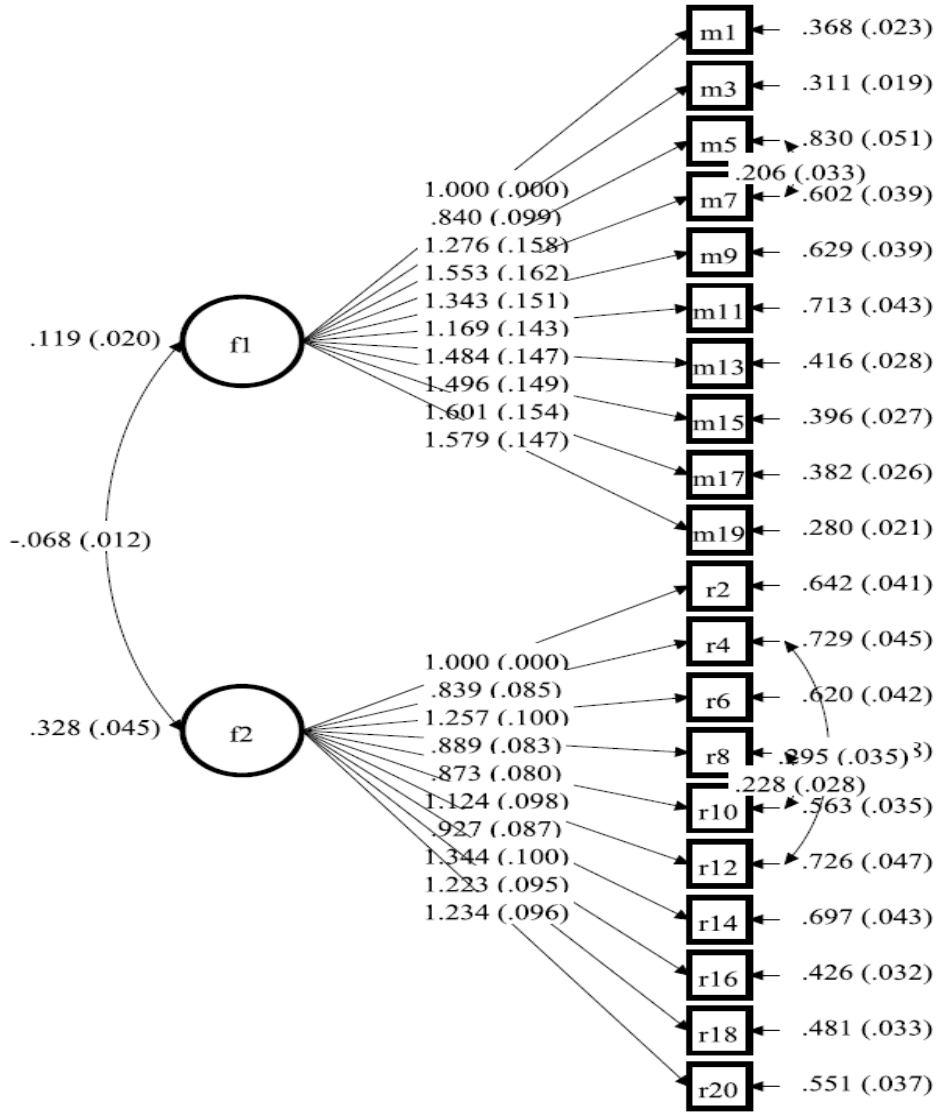 m1
.368 (.023)
m3
.311 (.019)
m5
.830 (.051)
.206 (.033)
m7
.602 (.039)
m9
.629 (.039)
m11
.713 (.043)
m13
.416 (.028)
m15
.396 (.027)
m17
.382 (.026)
m19
.280 (.021)
1.000 (.000)
.840 (.099)
1.276 (.158)
1.553 (.162)
1.343 (.151)
1.169 (.143)
1.484 (.147)
1.496 (.149)
1.601 (.154)
1.579 (.147)
.119 (.020)
f1
-.068 (.012)
.328 (.045)
f2
1.000 (.000)
.839 (.085)
1.257 (.100)
.889 (.083)
.873 (.080)
1.124 (.098)
.927 (.087)
1.344 (.100)
1.223 (.095)
1.234 (.096)
r2
.642 (.041)
r4
.729 (.045)
r6
.620 (.042)
r8
.295 (.035)
.228 (.028)
r10
.563 (.035)
r12
.726 (.047)
r14
.697 (.043)
r16
.426 (.032)
r18
.481 (.033)
r20
.551 (.037)